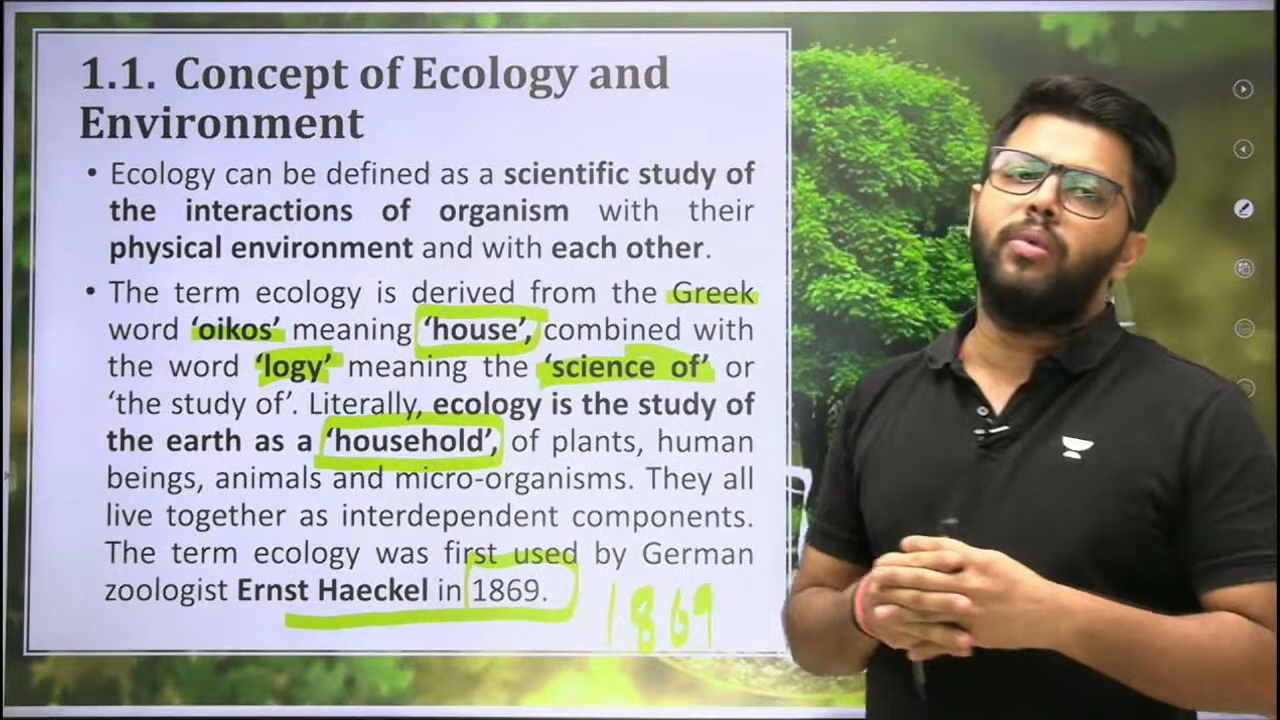 1.1. Concept of Ecology and
Environment
• Ecology can be defined as a scientific study of
the interactions of organism with their
physical environment and with each other.
• The term ecology is derived from the Greek
word ‘oikos’ meaning ‘house’, combined with
the word ‘logy’ meaning the ‘science of’ or
‘the study of’. Literally, ecology is the study of
the earth as a ‘household’, of plants, human
beings, animals and micro-organisms. They all
live together as interdependent components.
The term ecology was first used by German
zoologist Ernst Haeckel in 1869.
1869